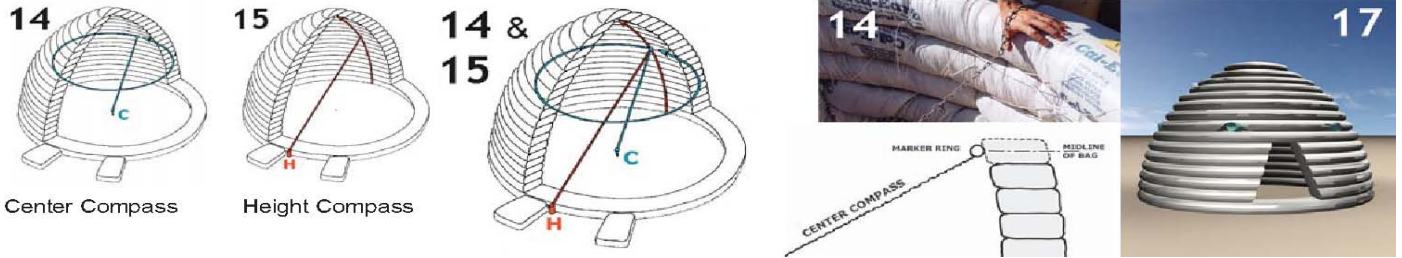 14
C
Center Compass
15
H
Height Compass
14 &
15
C
H
14
MARKER RING
MIDLINE
OF BAG
CENTER COMPASS
17